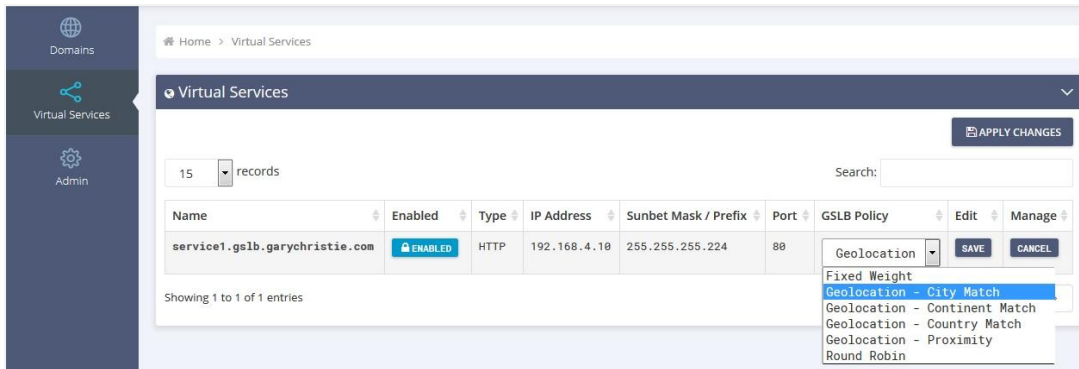 Domains
Virtual Services
Admin
Home > Virtual Services
Virtual Services
APPLY CHANGES
15 records
Search:
Name Enabled Type IP Address Sunbet Mask / Prefix Port GSLB Policy Edit Manage
service1.gslb.garychristie.com ENABLED HTTP 192.168.4.10 255.255.255.224 80 Geolocation SAVE CANCEL
Fixed Weight
Geolocation - City Match
Geolocation - Continent Match
Geolocation - Country Match
Geolocation - Proximity
Round Robin
Showing 1 to 1 of 1 entries